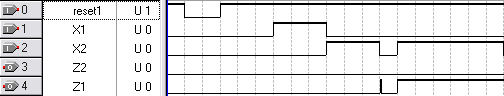 0 reset1 U 1
1 X1 U 0
2 X2 U 0
3 Z2 U 0
4 Z1 U 0